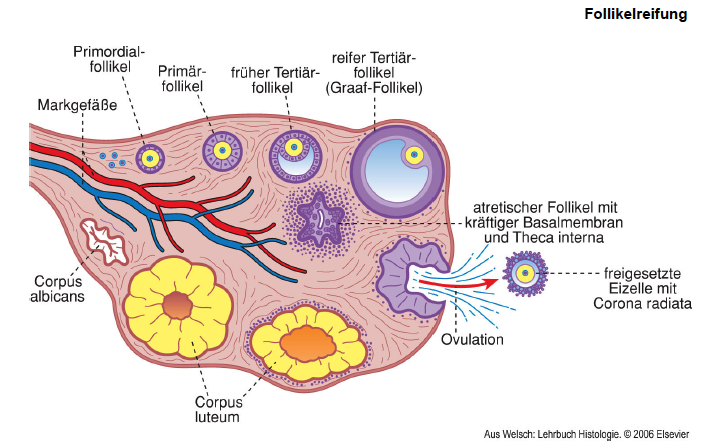 Follikelreifung
Primordial-
follikel
Primär-
follikel
früher Tertiär-
follikel
reifer Tertiär-
follikel
(Graaf-Follikel)
Markgefäße
atretischer Follikel mit
kräftiger Basalmembran
und Theca interna
freigesetzte
Eizelle mit
Corona radiata
Corpus
albicans
Ovulation
Corpus
luteum
Aus Welsch: Lehrbuch Histologie. © 2006 Elsevier